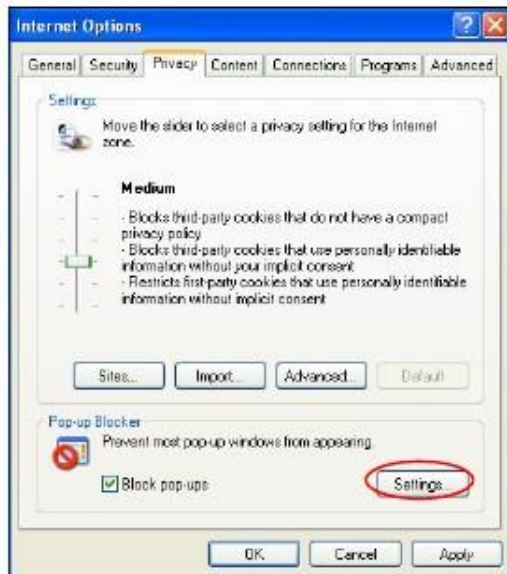 Internet Options
General Security Privacy Content Connections Programs Advanced
Settings
Move the slider to select a privacy setting for the Internet
zone.
Medium
- Blocks third-party cookies that do not have a compact
privacy policy
- Blocks third-party cookies that use personally identifiable
information without your implicit consent
- Restricts first-party cookies that use personally identifiable
information without implicit consent
Sites... Import... Advanced... Default
Pop-up Blocker
Prevent most pop-up windows from appearing.
Block pop-ups
Settings...
OK Cancel Apply